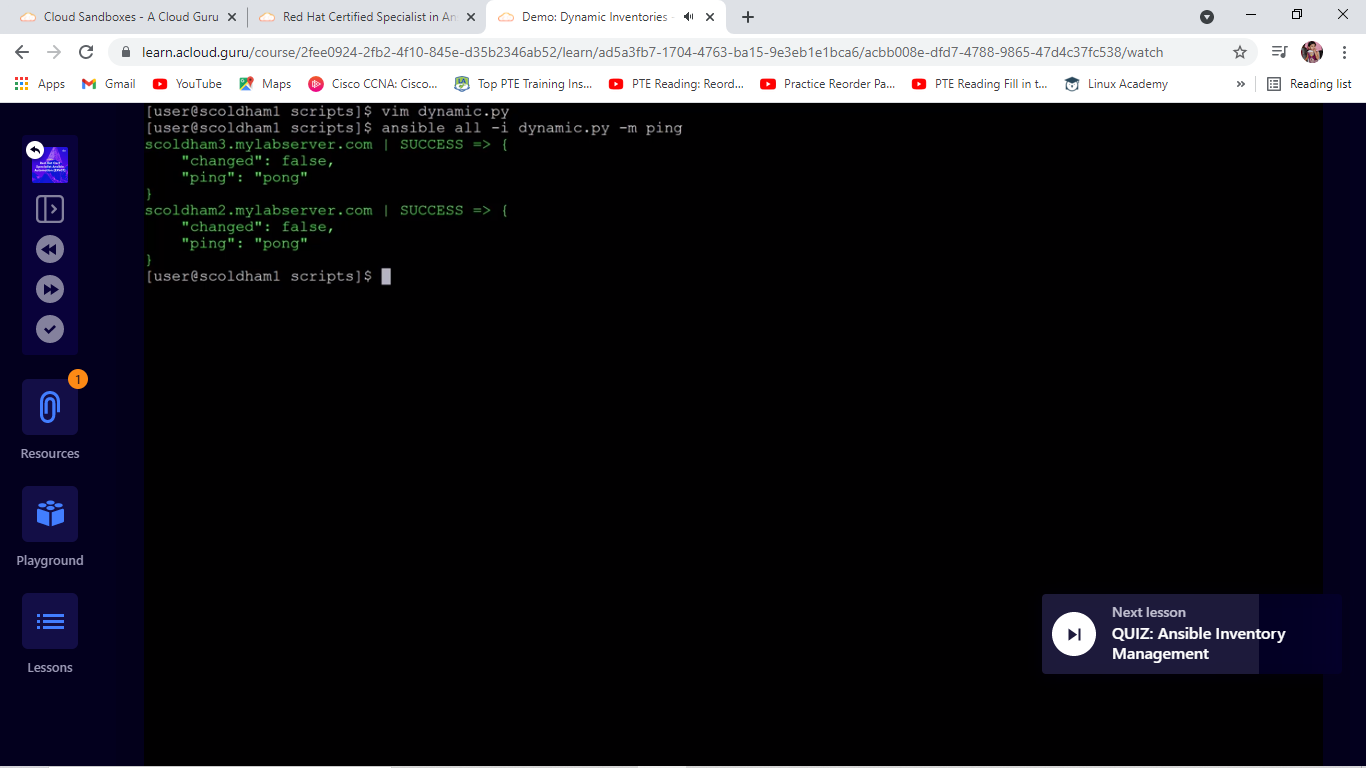 Cloud Sandboxes - A Cloud Guru
Red Hat Certified Specialist in An
Demo: Dynamic Inventories -
learn.acloud.guru/course/2fee0924-2fb2-4f10-845e-d35b2346ab52/learn/ad5a3fb7-1704-4763-ba15-9e3eb1e1bca6/acbb008e-dfd7-4788-9865-47d4c37fc538/watch
Apps
Gmail
YouTube
Maps
Cisco CCNA: Cisco...
Top PTE Training Ins...
PTE Reading: Reord...
Practice Reorder Pa...
PTE Reading Fill in t...
Linux Academy
»
Reading list
[user@scoldham1 scripts]$ vim dynamic.py
[user@scoldham1 scripts]$ ansible all -i dynamic.py -m ping
scoldham3.mylabserver.com | SUCCESS => {
"changed": false,
"ping": "pong"
}
scoldham2.mylabserver.com | SUCCESS => {
"changed": false,
"ping": "pong"
}
[user@scoldham1 scripts]$
1
Resources
Playground
Lessons
Next lesson
QUIZ: Ansible Inventory
Management